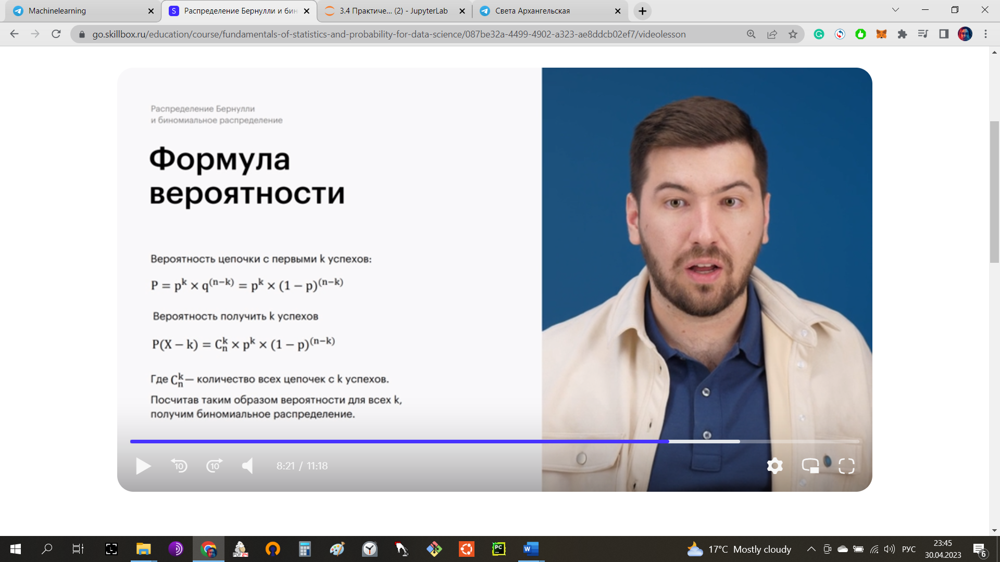 Machinelearning
Распределение Бернулли и бин
3.4 Практиче... (2) - JupyterLab
Света Архангельская
go.skillbox.ru/education/course/fundamentals-of-statistics-and-probability-for-data-science/087be32a-4499-4902-a323-ae8ddcb02ef7/videolesson
Распределение Бернулли
и биномиальное распределение
Формула
вероятности
Вероятность цепочки с первыми k успехов:
P = p^k × q^(n−k) = p^k × (1 − p)^(n−k)
Вероятность получить k успехов
P(X − k) = C_n^k × p^k × (1 − p)^(n−k)
Где C_n^k — количество всех цепочек с k успехов.
Посчитав таким образом вероятности для всех k,
получим биномиальное распределение.
10 10 8:21 / 11:18
17°C Mostly cloudy
РУС
23:45
30.04.2023
6